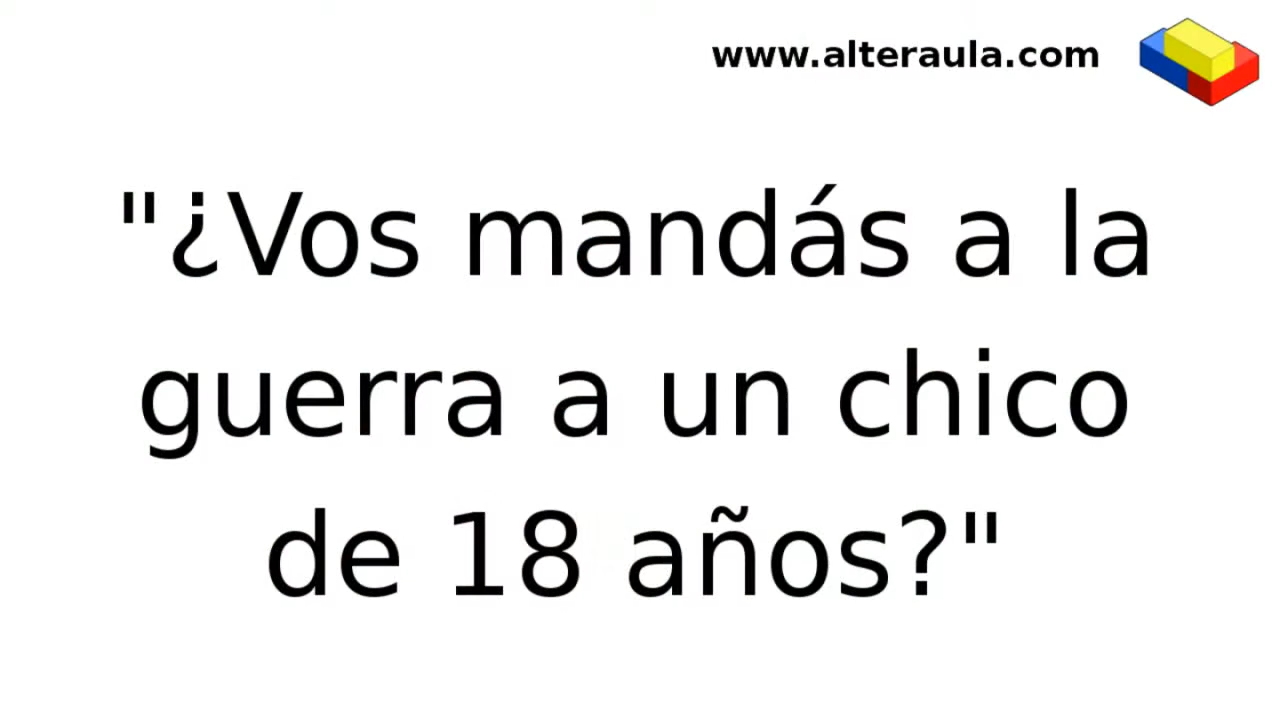 www.alteraula.com
"¿Vos mandás a la
guerra a un chico
de 18 años?"